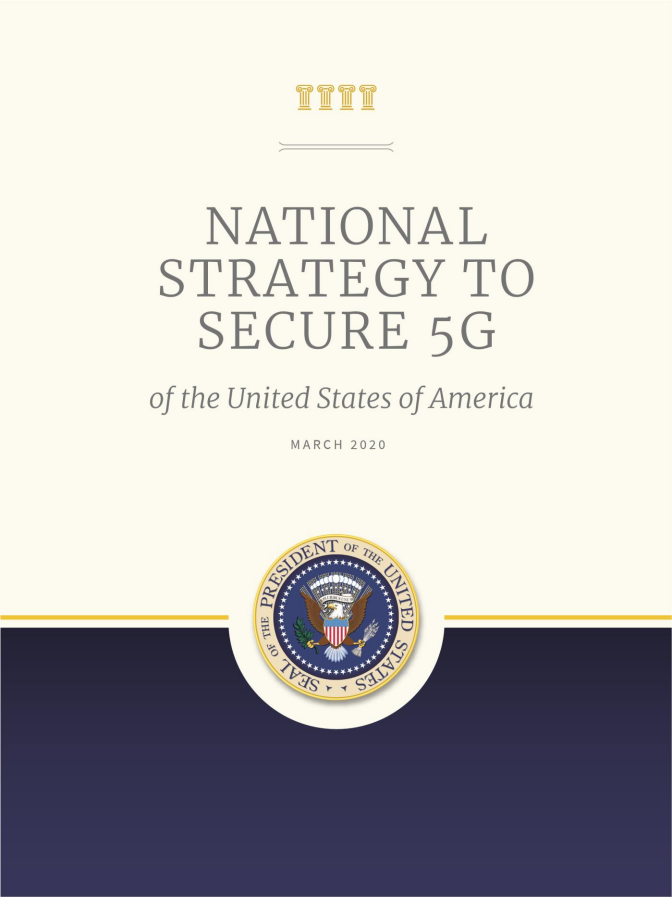 NATIONAL
STRATEGY TO
SECURE 5G
of the United States of America
MARCH 2020
SEAL OF THE PRESIDENT OF THE UNITED STATES